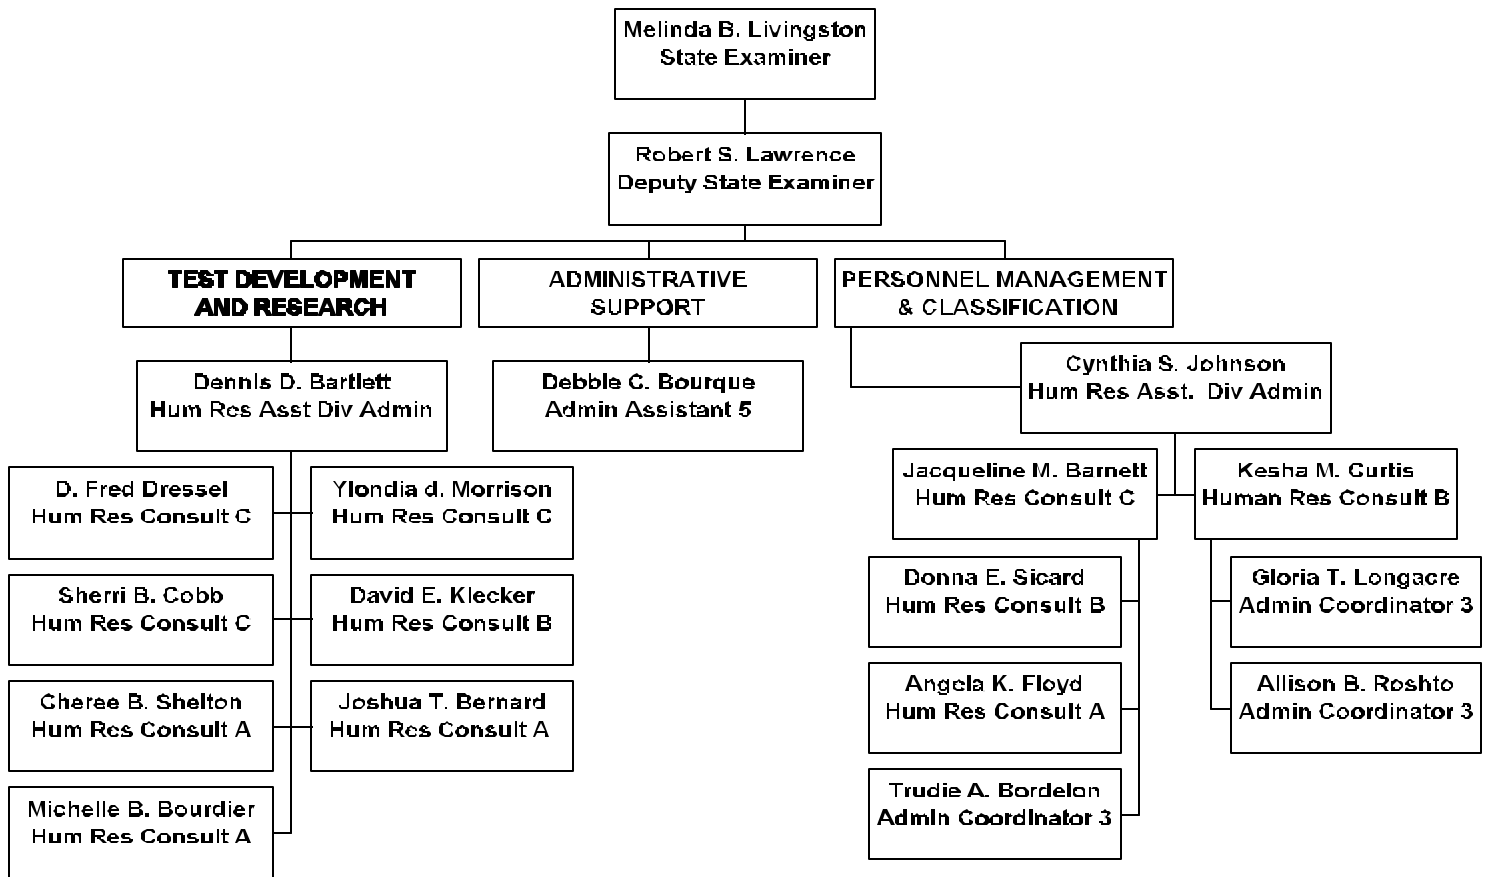 Melinda B. Livingston
State Examiner
Robert S. Lawrence
Deputy State Examiner
TEST DEVELOPMENT
AND RESEARCH
ADMINISTRATIVE
SUPPORT
PERSONNEL MANAGEMENT
& CLASSIFICATION
Dennis D. Bartlett
Hum Res Asst Div Admin
Debbie C. Bourque
Admin Assistant 5
Cynthia S. Johnson
Hum Res Asst. Div Admin
D. Fred Dressel
Hum Res Consult C
Ylondia d. Morrison
Hum Res Consult C
Sherri B. Cobb
Hum Res Consult C
David E. Klecker
Hum Res Consult B
Cheree B. Shelton
Hum Res Consult A
Joshua T. Bernard
Hum Res Consult A
Michelle B. Bourdier
Hum Res Consult A
Jacqueline M. Barnett
Hum Res Consult C
Kesha M. Curtis
Human Res Consult B
Donna E. Sicard
Hum Res Consult B
Angela K. Floyd
Hum Res Consult A
Trudie A. Bordelon
Admin Coordinator 3
Gloria T. Longacre
Admin Coordinator 3
Allison B. Roshto
Admin Coordinator 3